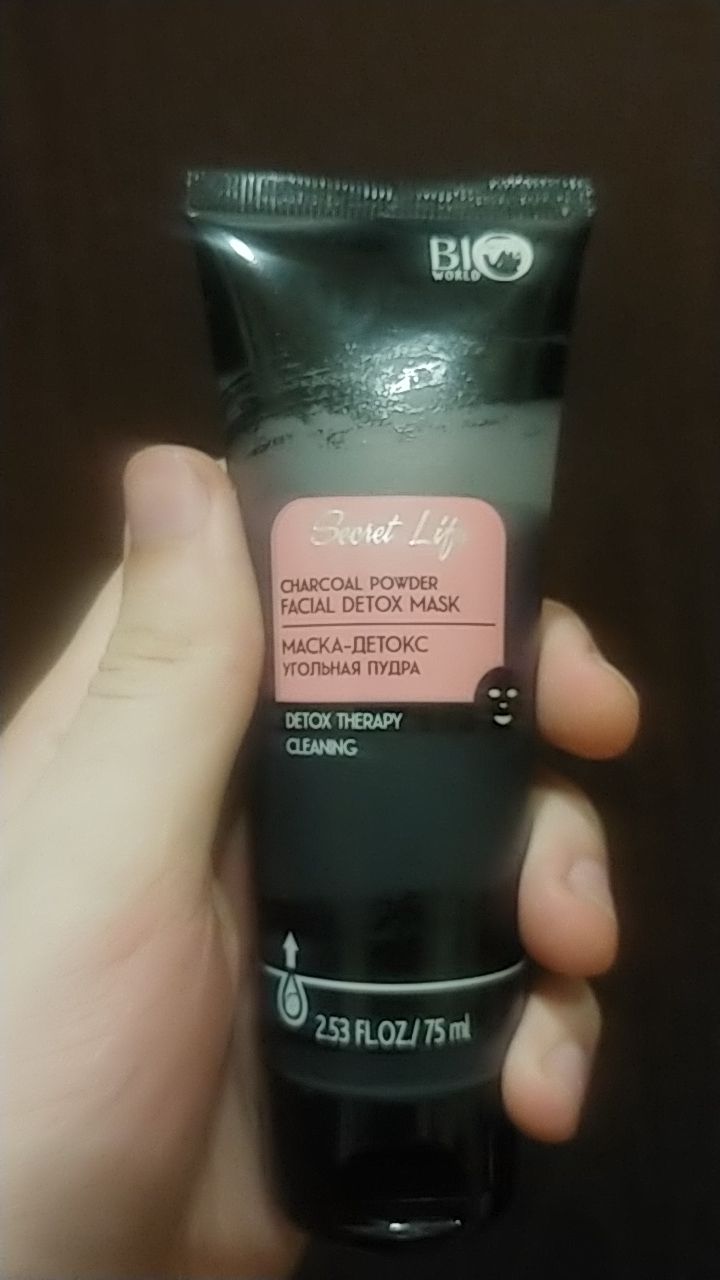 BIO
WORLD
Secret Life
CHARCOAL POWDER
FACIAL DETOX MASK
МАСКА-ДЕТОКС
УГОЛЬНАЯ ПУДРА
DETOX THERAPY
CLEANING
2.53 FL.OZ./ 75 ml